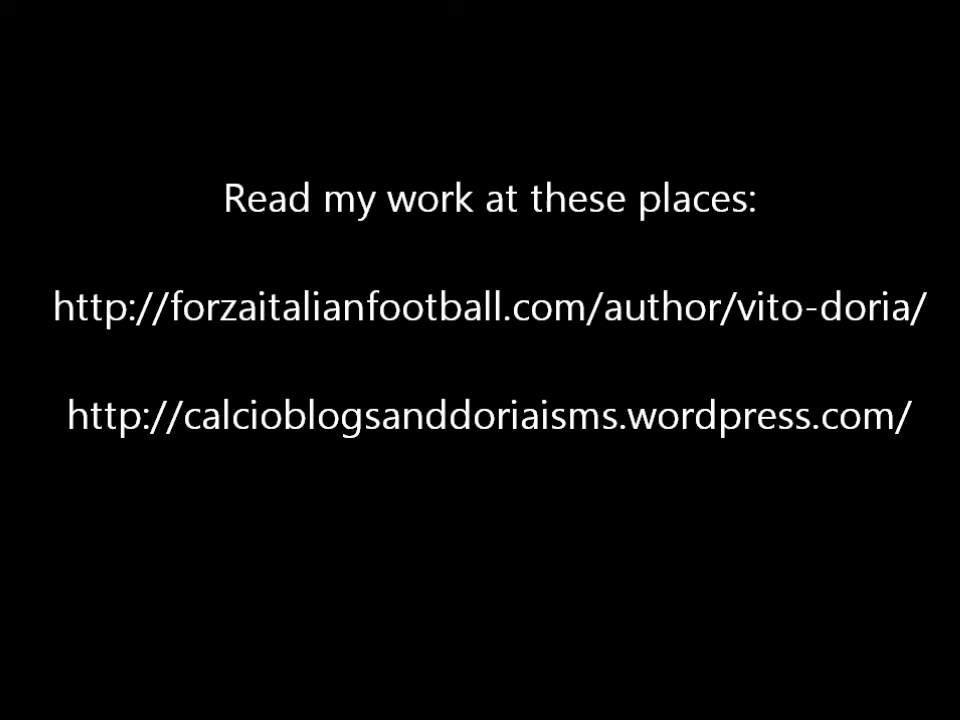 Read my work at these places:
http://forzaitalianfootball.com/author/vito-doria/
http://calcioblogsanddoriaisms.wordpress.com/